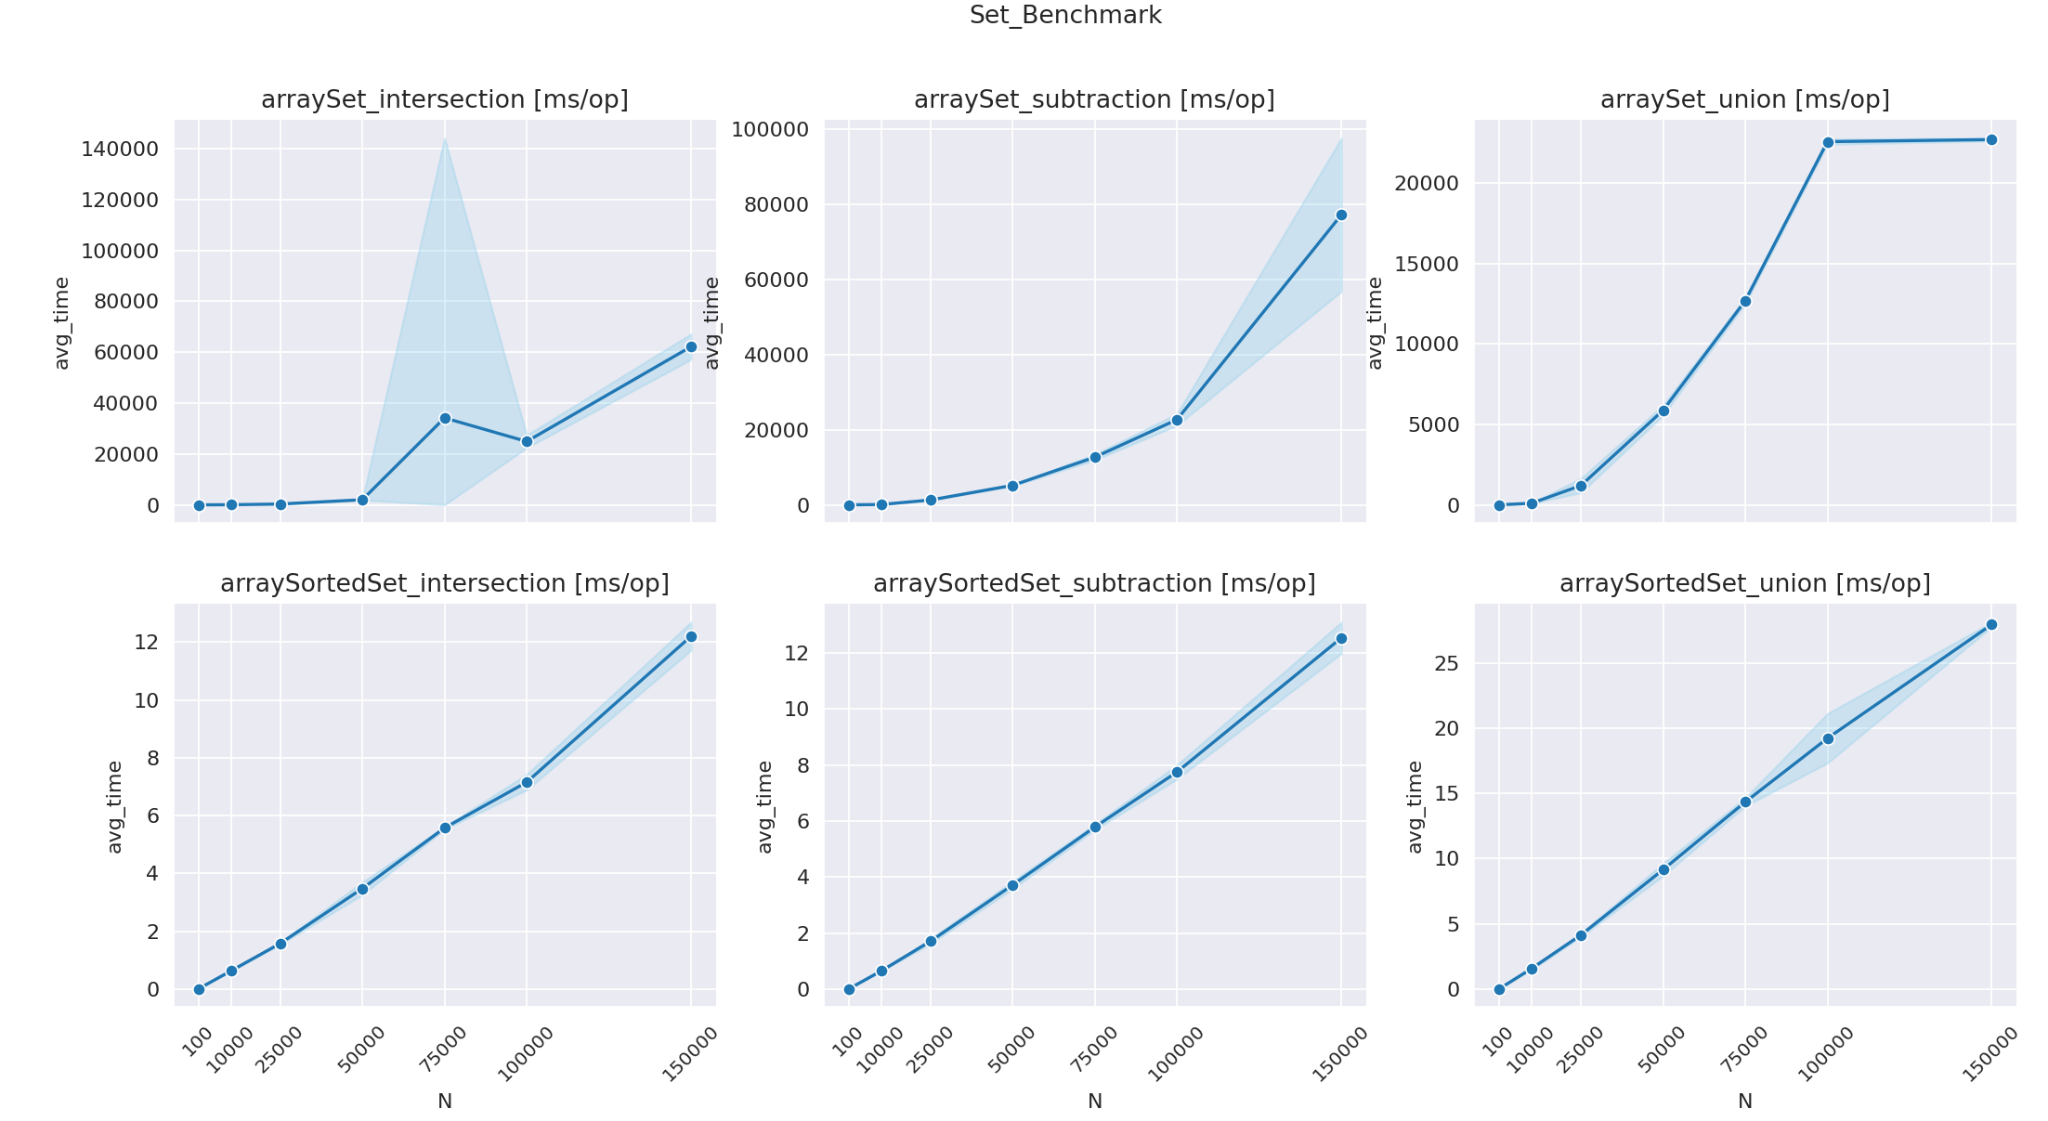 Set_Benchmark
arraySet_intersection [ms/op]
arraySet_subtraction [ms/op]
arraySet_union [ms/op]
avg_time
140000
120000
100000
80000
60000
40000
20000
0
avg_time
100000
80000
60000
40000
20000
0
avg_time
20000
15000
10000
5000
0
arraySortedSet_intersection [ms/op]
arraySortedSet_subtraction [ms/op]
arraySortedSet_union [ms/op]
avg_time
12
10
8
6
4
2
0
avg_time
12
10
8
6
4
2
0
avg_time
25
20
15
10
5
0
100 10000 25000 50000 75000 100000 150000
N
100 10000 25000 50000 75000 100000 150000
N
100 10000 25000 50000 75000 100000 150000
N